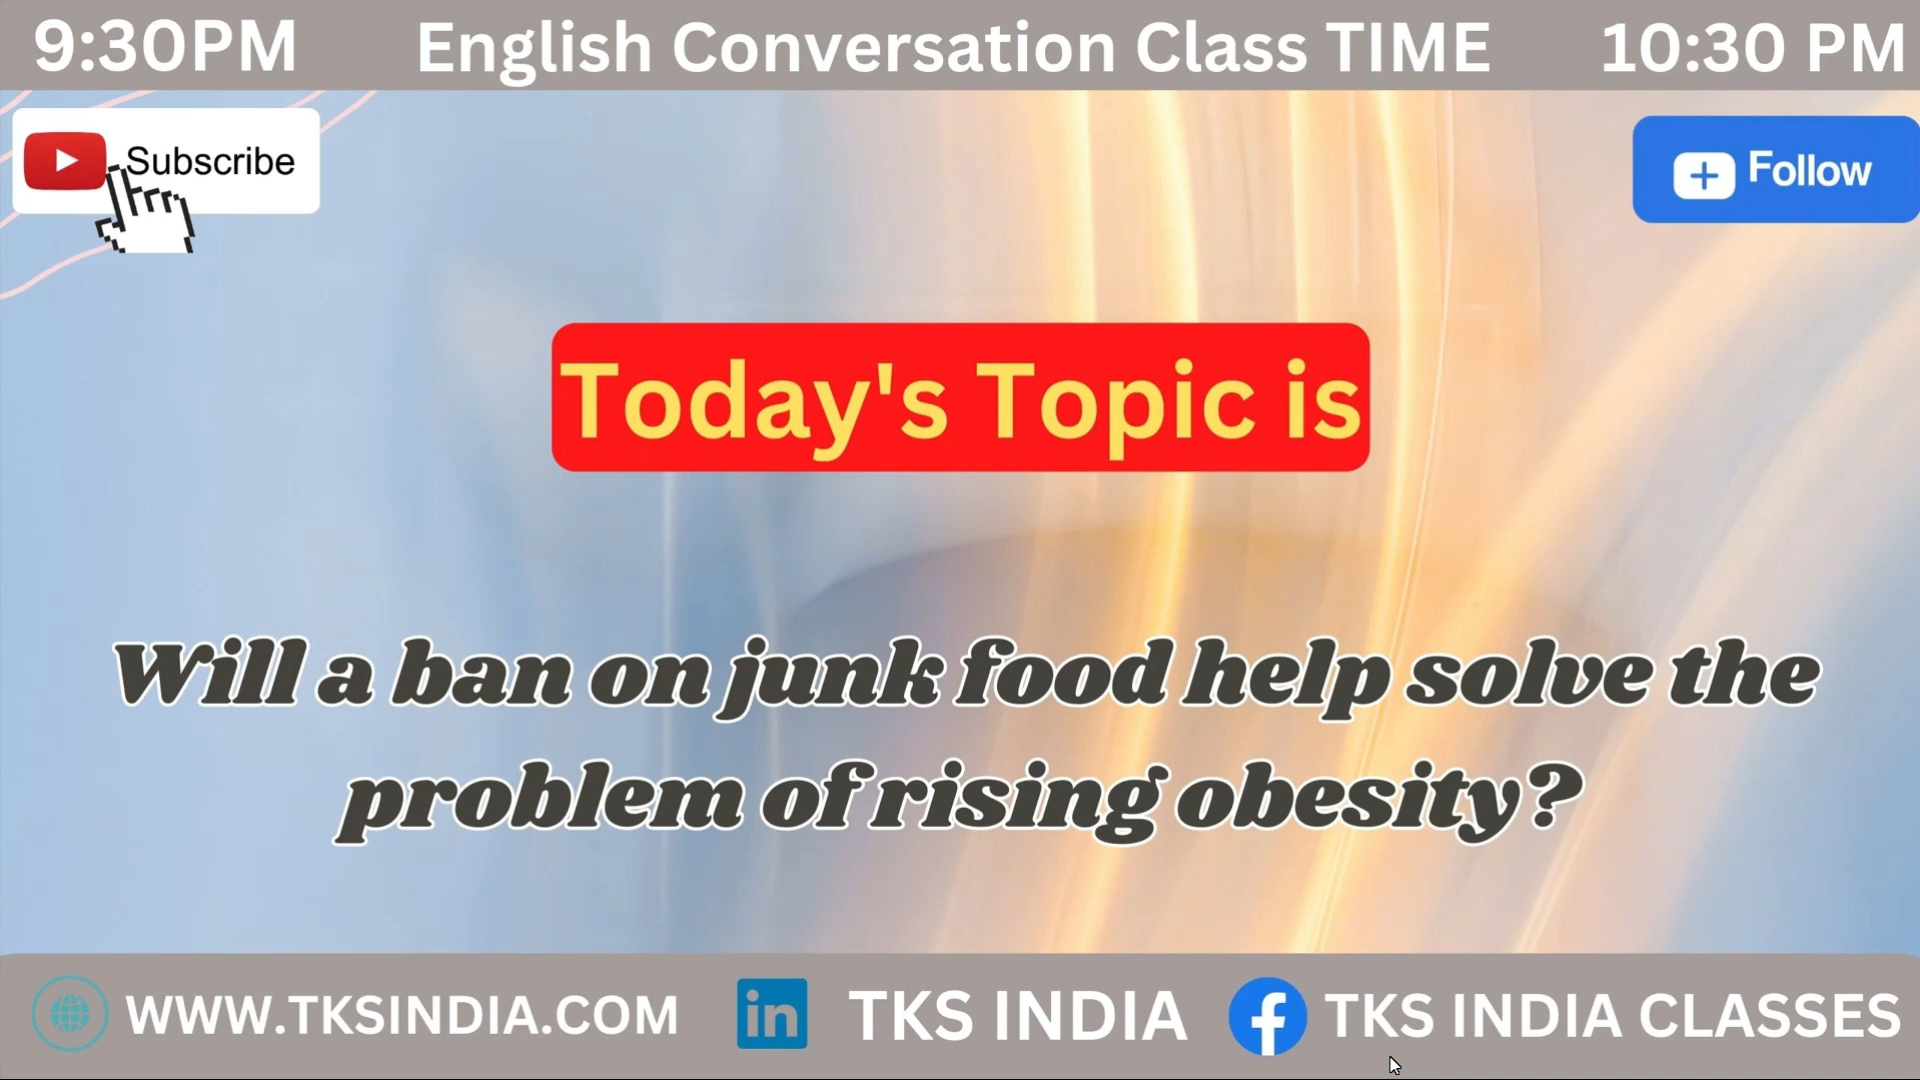 9:30PM English Conversation Class TIME 10:30 PM
Subscribe
Follow
Today's Topic is
Will a ban on junk food help solve the
problem of rising obesity?
WWW.TKSINDIA.COM in TKS INDIA f TKS INDIA CLASSES